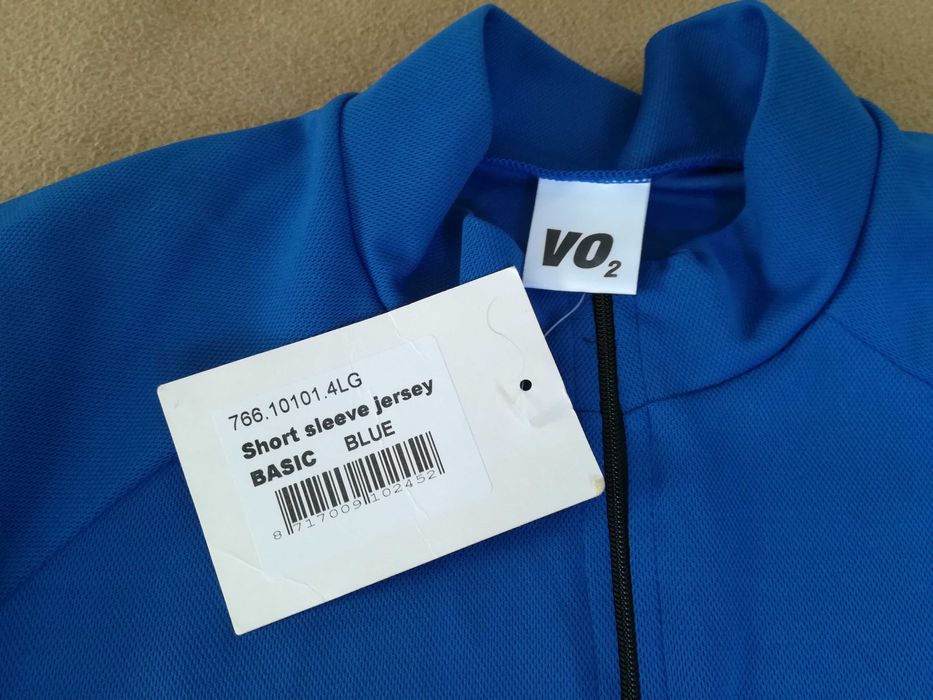 VO2
766.10101.4LG
Short sleeve jersey
BASIC BLUE
8 717009 102452